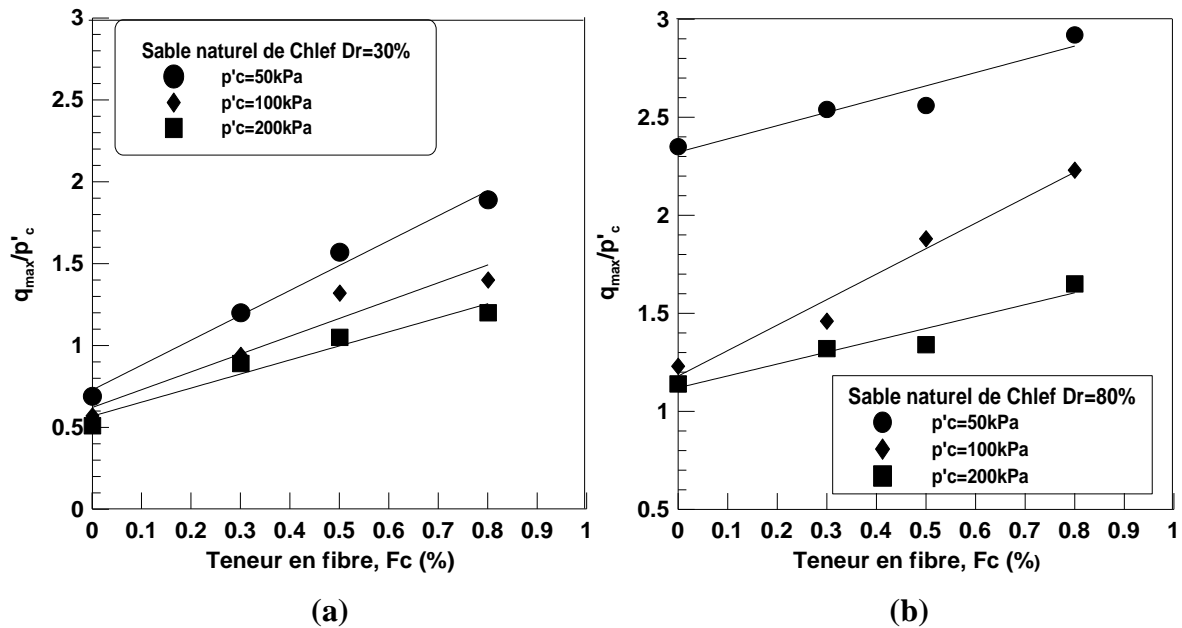 3
2.5
2
1.5
1
0.5
0
q_max/p'_c
Sable naturel de Chlef Dr=30%
p'c=50kPa
p'c=100kPa
p'c=200kPa
0 0.1 0.2 0.3 0.4 0.5 0.6 0.7 0.8 0.9 1
Teneur en fibre, Fc (%)
(a)
3
2.5
2
1.5
1
0.5
q_max/p'_c
Sable naturel de Chlef Dr=80%
p'c=50kPa
p'c=100kPa
p'c=200kPa
0 0.1 0.2 0.3 0.4 0.5 0.6 0.7 0.8 0.9 1
Teneur en fibre, Fc (%)
(b)